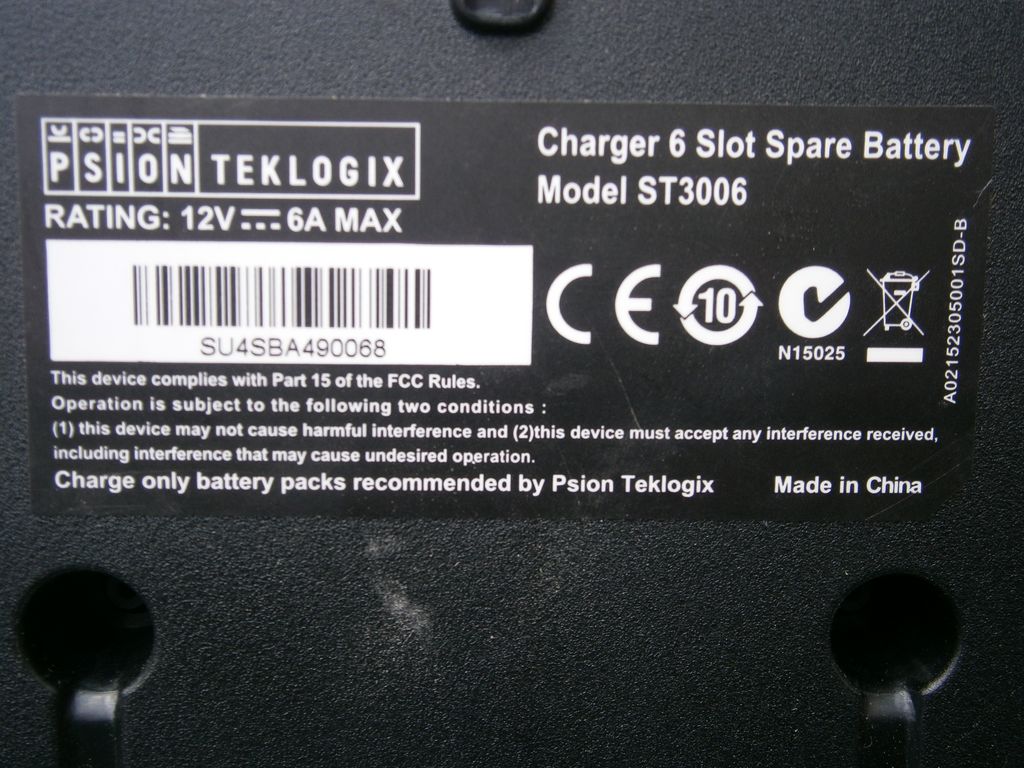 PSION TEKLOGIX
RATING: 12V 6A MAX
Charger 6 Slot Spare Battery
Model ST3006
SU4SBA490068
CE 10
N15025
A02152305001SD-B
This device complies with Part 15 of the FCC Rules.
Operation is subject to the following two conditions :
(1) this device may not cause harmful interference and (2)this device must accept any interference received,
including interference that may cause undesired operation.
Charge only battery packs recommended by Psion Teklogix
Made in China